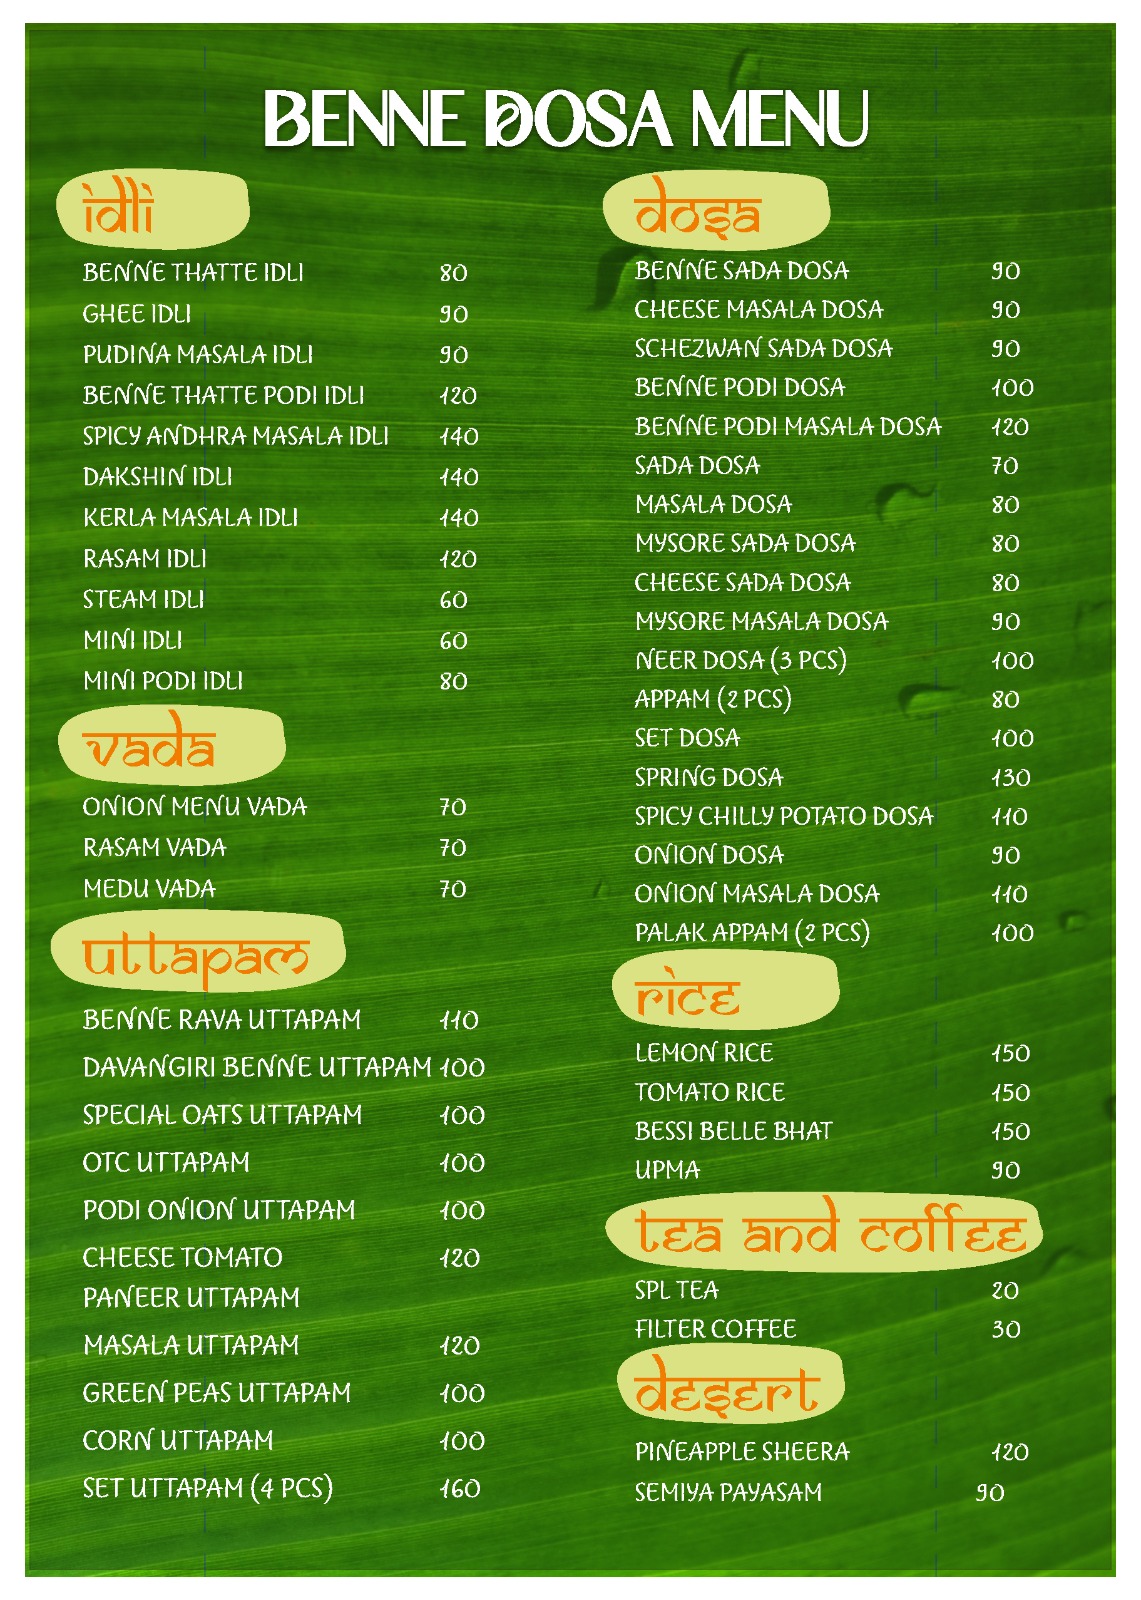 BENNE DOSA MENU
idli
BENNE THATTE IDLI 80
GHEE IDLI 90
PUDINA MASALA IDLI 90
BENNE THATTE PODI IDLI 120
SPICY ANDHRA MASALA IDLI 140
DAKSHIN IDLI 140
KERLA MASALA IDLI 140
RASAM IDLI 120
STEAM IDLI 60
MINI IDLI 60
MINI PODI IDLI 80
vada
ONION MENU VADA 70
RASAM VADA 70
MEDU VADA 70
uttapam
BENNE RAVA UTTAPAM 110
DAVANGIRI BENNE UTTAPAM 100
SPECIAL OATS UTTAPAM 100
OTC UTTAPAM 100
PODI ONION UTTAPAM 100
CHEESE TOMATO 120
PANEER UTTAPAM
MASALA UTTAPAM 120
GREEN PEAS UTTAPAM 100
CORN UTTAPAM 100
SET UTTAPAM (4 PCS) 160
dosa
BENNE SADA DOSA 90
CHEESE MASALA DOSA 90
SCHEZWAN SADA DOSA 90
BENNE PODI DOSA 100
BENNE PODI MASALA DOSA 120
SADA DOSA 70
MASALA DOSA 80
MYSORE SADA DOSA 80
CHEESE SADA DOSA 80
MYSORE MASALA DOSA 90
NEER DOSA (3 PCS) 100
APPAM (2 PCS) 80
SET DOSA 100
SPRING DOSA 130
SPICY CHILLY POTATO DOSA 110
ONION DOSA 90
ONION MASALA DOSA 110
PALAK APPAM (2 PCS) 100
rice
LEMON RICE 150
TOMATO RICE 150
BESSI BELLE BHAT 150
UPMA 90
tea and coffee
SPL TEA 20
FILTER COFFEE 30
desert
PINEAPPLE SHEERA 120
SEMIYA PAYASAM 90